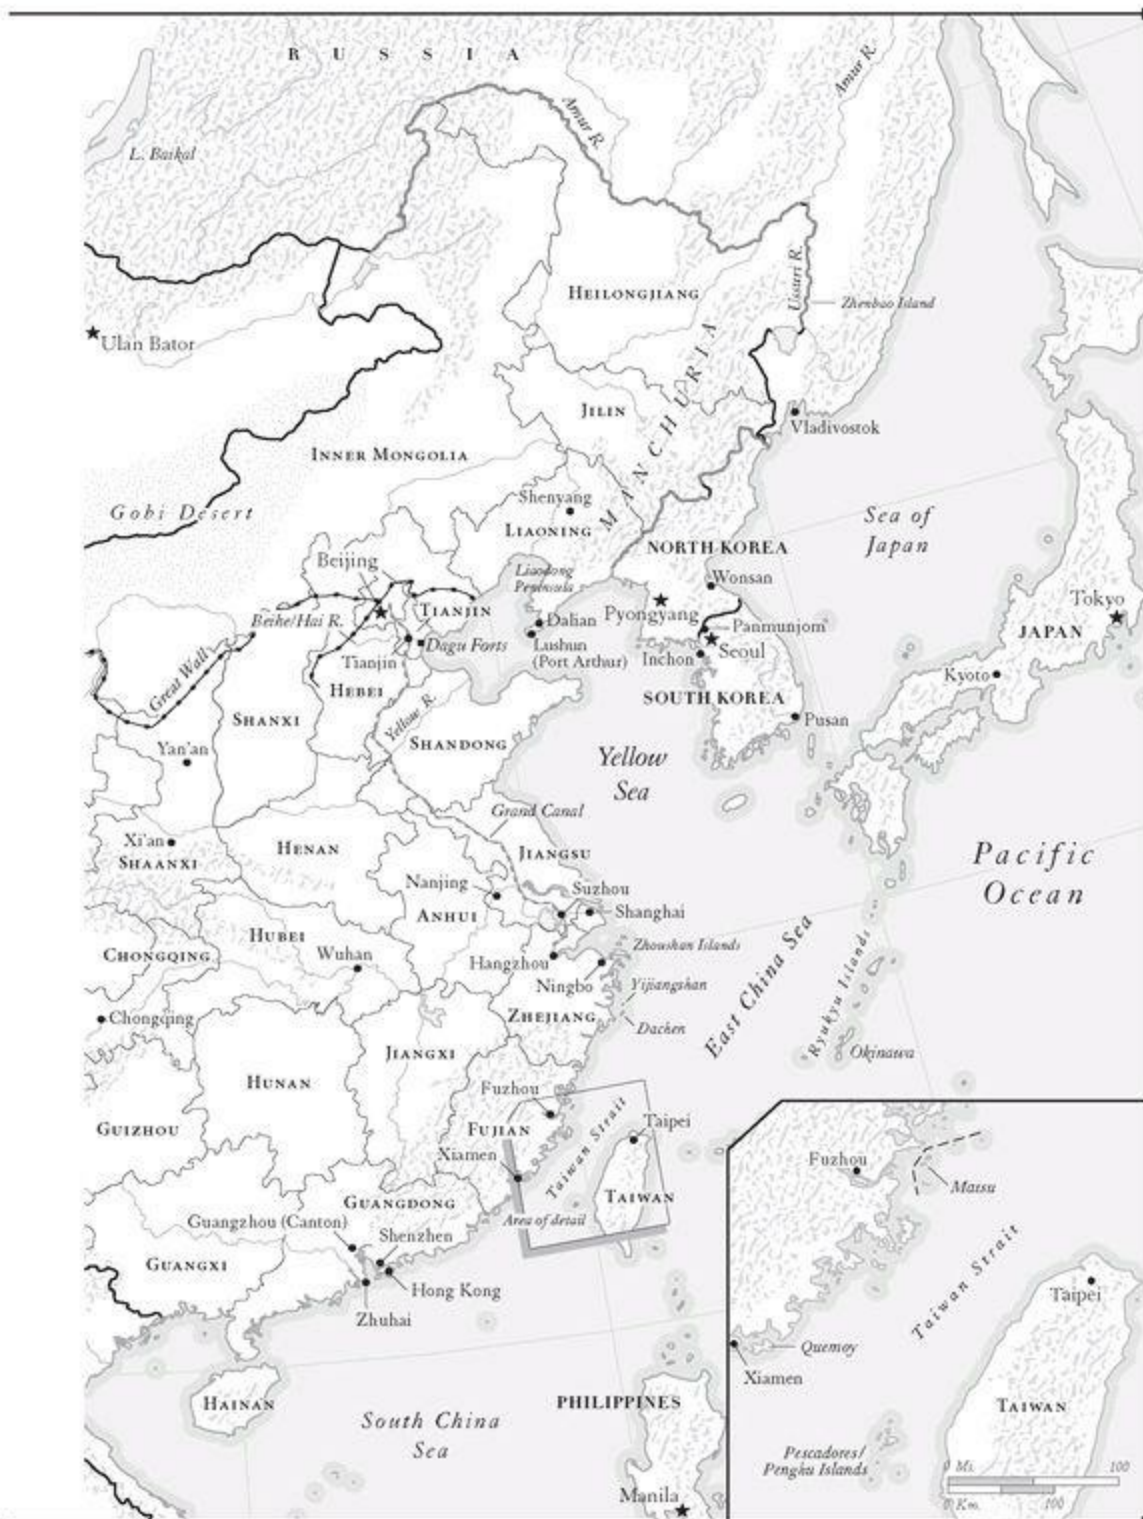 RUSSIA
Amur R.
Amur R.
L. Baikal
Ussuri R.
HEILONGJIANG
Zhenbao Island
Ulan Bator
MANCHURIA
JILIN
Vladivostok
INNER MONGOLIA
Gobi Desert
Shenyang
LIAONING
Sea of
Japan
NORTH KOREA
Beijing
Liaodong
Peninsula
Wonsan
Beihe/Hai R.
TIANJIN
Pyongyang
Tokyo
Dalian
Panmunjom
JAPAN
Dagu Forts
Lushun
(Port Arthur)
Tianjin
Inchon
Seoul
Great Wall
HEBEI
Kyoto
SHANXI
Yellow R.
SOUTH KOREA
Pusan
Yan'an
SHANDONG
Yellow
Sea
Grand Canal
Xi'an
SHAANXI
HENAN
JIANGSU
Pacific
Ocean
Nanjing
Suzhou
ANHUI
Shanghai
HUBEI
Zhoushan Islands
CHONGQING
Wuhan
Hangzhou
Ningbo
Yijiangshan
East China Sea
Ryukyu Islands
Chongqing
ZHEJIANG
Dachen
JIANGXI
Okinawa
HUNAN
Fuzhou
Taiwan Strait
GUIZHOU
FUJIAN
Taipei
Xiamen
TAIWAN
GUANGDONG
Area of detail
Guangzhou (Canton)
Shenzhen
GUANGXI
Hong Kong
Zhuhai
HAINAN
PHILIPPINES
South China
Sea
Manila
Fuzhou
Matsu
Taiwan Strait
Taipei
Quemoy
Xiamen
TAIWAN
Pescadores/
Penghu Islands
0 Mi. 100
0 Km. 100